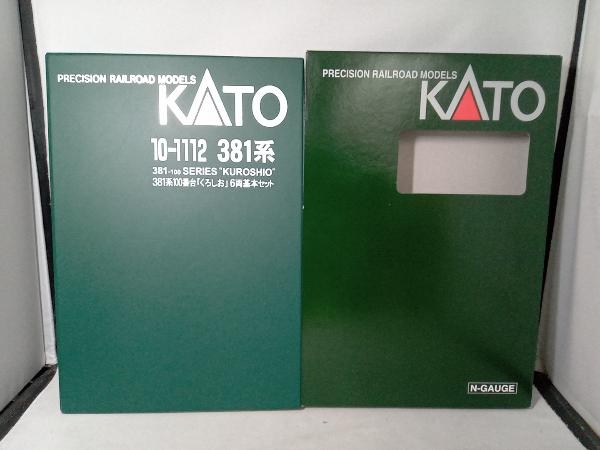 PRECISION RAILROAD MODELS
KATO
10-1112 381系
381-100 SERIES "KUROSHIO"
381系100番台「くろしお」6両基本セット
PRECISION RAILROAD MODELS
KATO
N-GAUGE